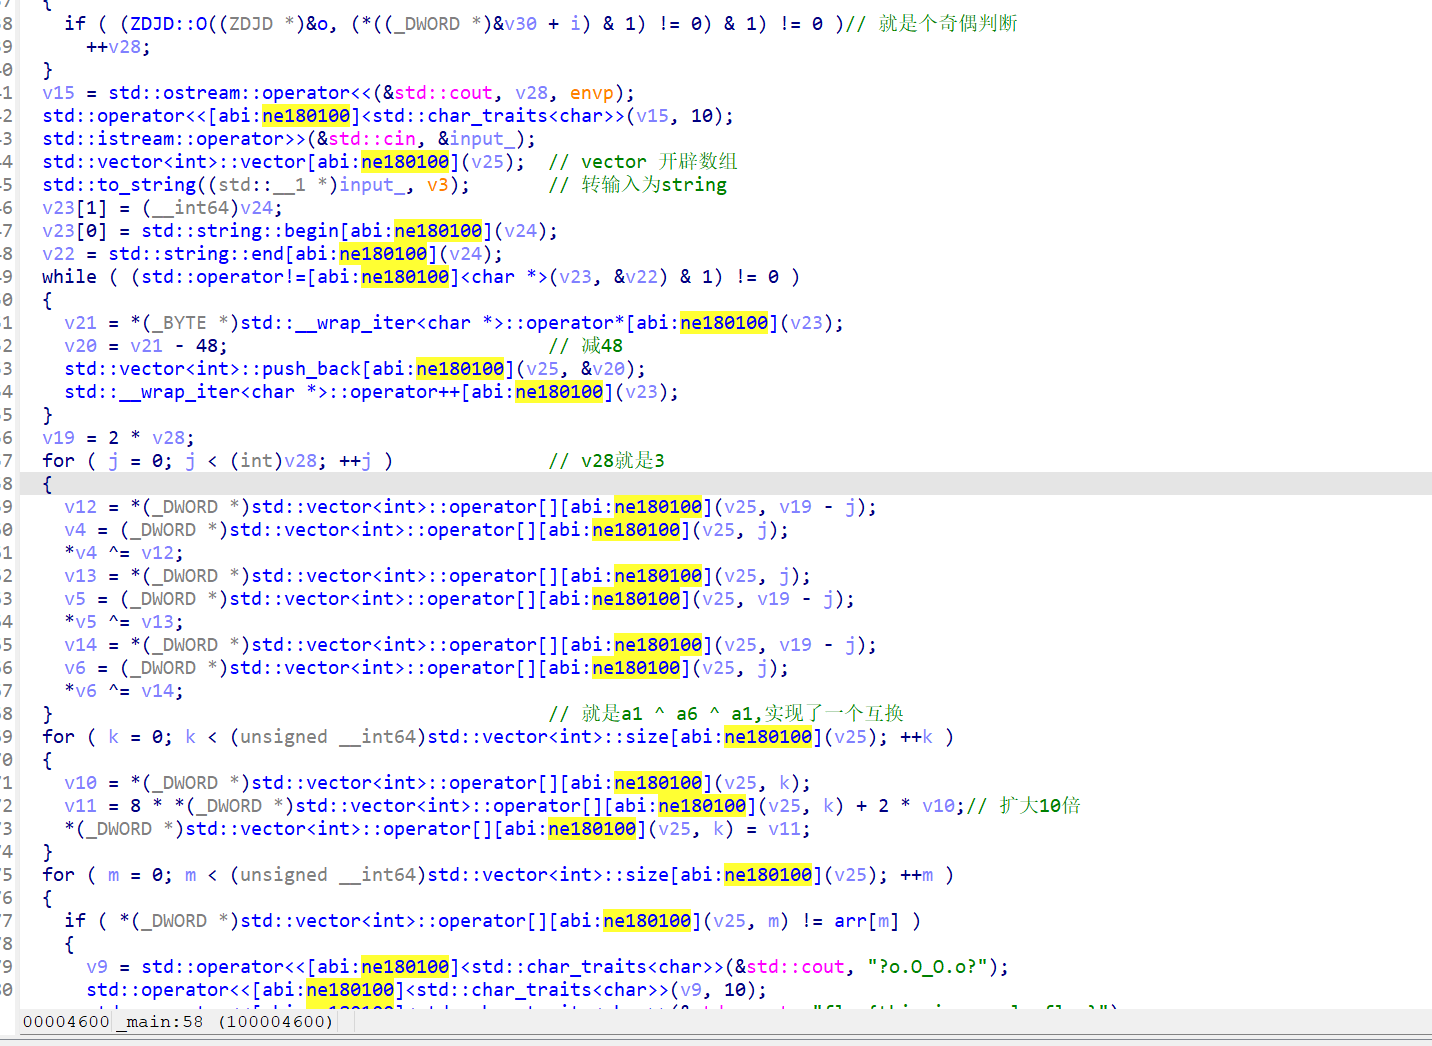 {
8 if ( (ZDJD::O((ZDJD *)&o, (*((_DWORD *)&v30 + i) & 1) != 0) & 1) != 0 )// 就是个奇偶判断
9 ++v28;
0 }
1 v15 = std::ostream::operator<<(&std::cout, v28, envp);
2 std::operator<<[abi:ne180100]<std::char_traits<char>>(v15, 10);
3 std::istream::operator>>(&std::cin, &input_);
4 std::vector<int>::vector[abi:ne180100](v25); // vector 开辟数组
5 std::to_string((std::__1 *)input_, v3); // 转输入为string
6 v23[1] = (__int64)v24;
7 v23[0] = std::string::begin[abi:ne180100](v24);
8 v22 = std::string::end[abi:ne180100](v24);
9 while ( (std::operator!=[abi:ne180100]<char *>(v23, &v22) & 1) != 0 )
0 {
1 v21 = *(_BYTE *)std::__wrap_iter<char *>::operator*[abi:ne180100](v23);
2 v20 = v21 - 48; // 减48
3 std::vector<int>::push_back[abi:ne180100](v25, &v20);
4 std::__wrap_iter<char *>::operator++[abi:ne180100](v23);
5 }
6 v19 = 2 * v28;
7 for ( j = 0; j < (int)v28; ++j ) // v28就是3
8 {
9 v12 = *(_DWORD *)std::vector<int>::operator[][abi:ne180100](v25, v19 - j);
0 v4 = (_DWORD *)std::vector<int>::operator[][abi:ne180100](v25, j);
1 *v4 ^= v12;
2 v13 = *(_DWORD *)std::vector<int>::operator[][abi:ne180100](v25, j);
3 v5 = (_DWORD *)std::vector<int>::operator[][abi:ne180100](v25, v19 - j);
4 *v5 ^= v13;
5 v14 = *(_DWORD *)std::vector<int>::operator[][abi:ne180100](v25, v19 - j);
6 v6 = (_DWORD *)std::vector<int>::operator[][abi:ne180100](v25, j);
7 *v6 ^= v14;
8 } // 就是a1 ^ a6 ^ a1,实现了一个互换
9 for ( k = 0; k < (unsigned __int64)std::vector<int>::size[abi:ne180100](v25); ++k )
0 {
1 v10 = *(_DWORD *)std::vector<int>::operator[][abi:ne180100](v25, k);
2 v11 = 8 * *(_DWORD *)std::vector<int>::operator[][abi:ne180100](v25, k) + 2 * v10;// 扩大10倍
3 *(_DWORD *)std::vector<int>::operator[][abi:ne180100](v25, k) = v11;
4 }
5 for ( m = 0; m < (unsigned __int64)std::vector<int>::size[abi:ne180100](v25); ++m )
6 {
7 if ( *(_DWORD *)std::vector<int>::operator[][abi:ne180100](v25, m) != arr[m] )
8 {
9 v9 = std::operator<<[abi:ne180100]<std::char_traits<char>>(&std::cout, "?o.O_O.o?");
0 std::operator<<[abi:ne180100]<std::char_traits<char>>(v9, 10);
00004600 _main:58 (100004600)